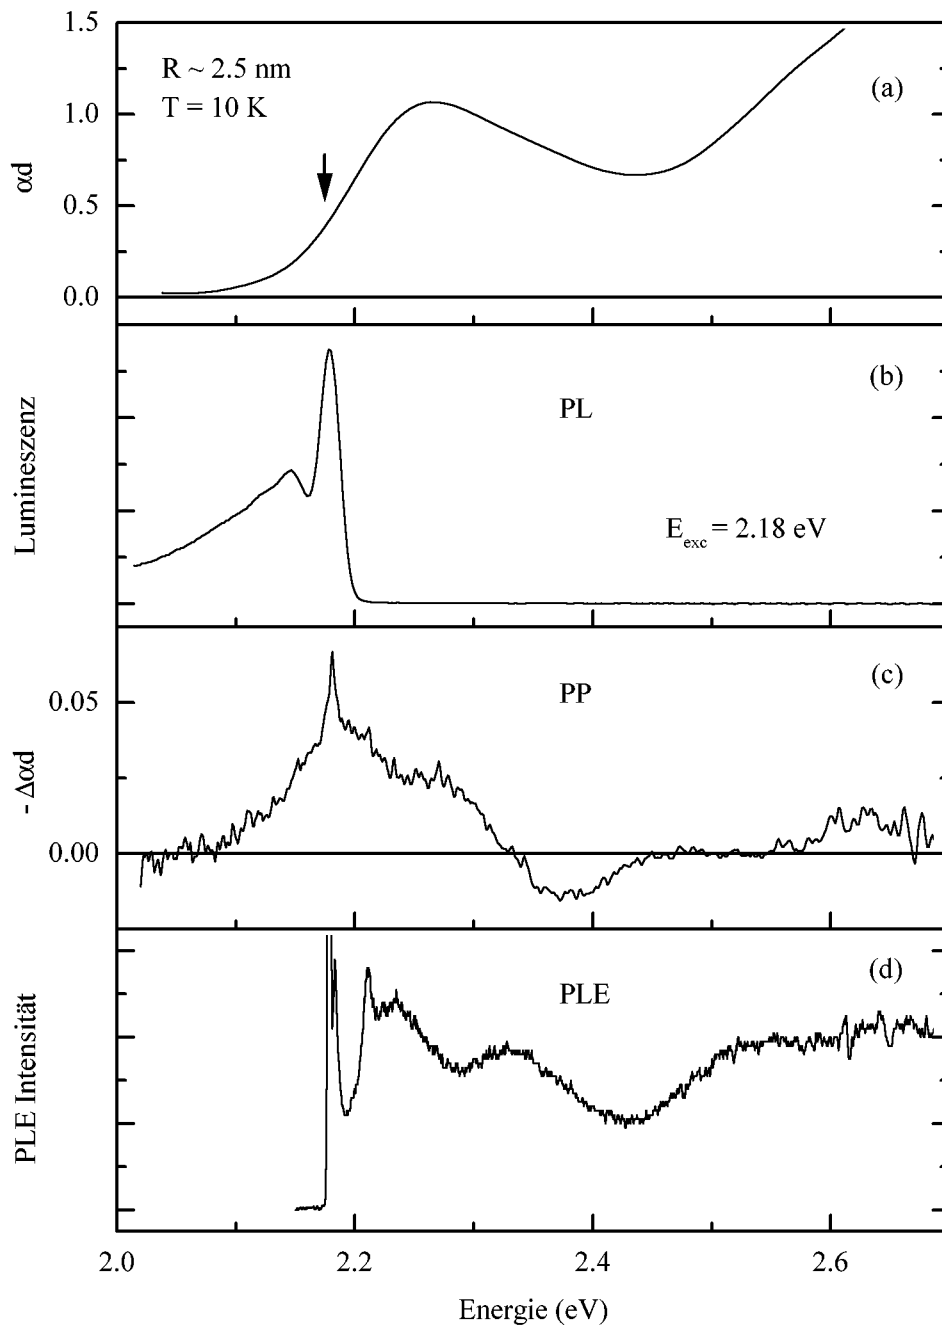 1.5
R ~ 2.5 nm
(a)
T = 10 K
1.0
αd
0.5
0.0
(b)
PL
Lumineszenz
E_exc = 2.18 eV
(c)
PP
0.05
- Δαd
0.00
(d)
PLE
PLE Intensität
2.0 2.2 2.4 2.6
Energie (eV)